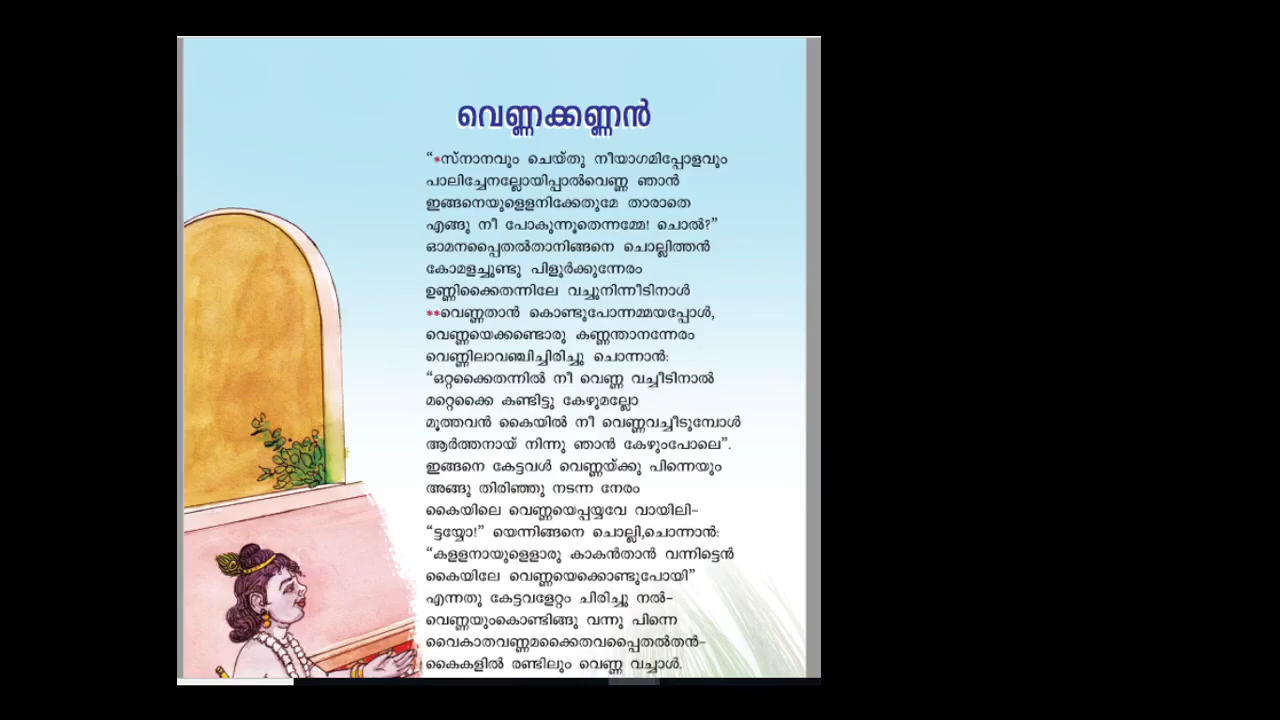 വെണ്ണക്കണ്ണൻ
“*സ്നാനവും ചെയ്തു നീയാഗമിപ്പോളവും
പാലിച്ചേനല്ലോയിപ്പാൽവെണ്ണ ഞാൻ
ഇങ്ങനെയുള്ളെനിക്കേതുമേ താരാതെ
എങ്ങു നീ പോകുന്നൂതെന്നമ്മേ! ചൊൽ?”
ഓമനപ്പൈതൽതാനിങ്ങനെ ചൊല്ലിത്തൻ
കോമളച്ചുണ്ടു പിളുർക്കുന്നേരം
ഉണ്ണിക്കൈതന്നിലേ വച്ചുനിന്നീടിനാൾ
**വെണ്ണതാൻ കൊണ്ടുപോന്നമ്മയപ്പോൾ,
വെണ്ണയെക്കണ്ടൊരു കണ്ണന്താനന്നേരം
വെണ്ണിലാവഞ്ചിച്ചിരിച്ചു ചൊന്നാൻ:
“ഒറ്റക്കൈതന്നിൽ നീ വെണ്ണ വച്ചീടിനാൽ
മറ്റെക്കൈ കണ്ടിട്ടു കേഴുമല്ലോ
മൂത്തവൻ കൈയിൽ നീ വെണ്ണവച്ചീടുമ്പോൾ
ആർത്തനായ് നിന്നു ഞാൻ കേഴുംപോലെ”.
ഇങ്ങനെ കേട്ടവൾ വെണ്ണയ്ക്കു പിന്നെയും
അങ്ങു തിരിഞ്ഞു നടന്ന നേരം
കൈയിലെ വെണ്ണയെപ്പയ്യവേ വായിലി-
“ട്ടയ്യോ!” യെന്നിങ്ങനെ ചൊല്ലി,ചൊന്നാൻ:
“കള്ളനായുള്ളൊരു കാകൻതാൻ വന്നിട്ടെൻ
കൈയിലേ വെണ്ണയെക്കൊണ്ടുപോയി”
എന്നതു കേട്ടവളേറ്റം ചിരിച്ചു നൽ-
വെണ്ണയുംകൊണ്ടിങ്ങു വന്നു പിന്നെ
വൈകാതവണ്ണമക്കൈതവപ്പൈതൽതൻ-
കൈകളിൽ രണ്ടിലും വെണ്ണ വച്ചാൾ.